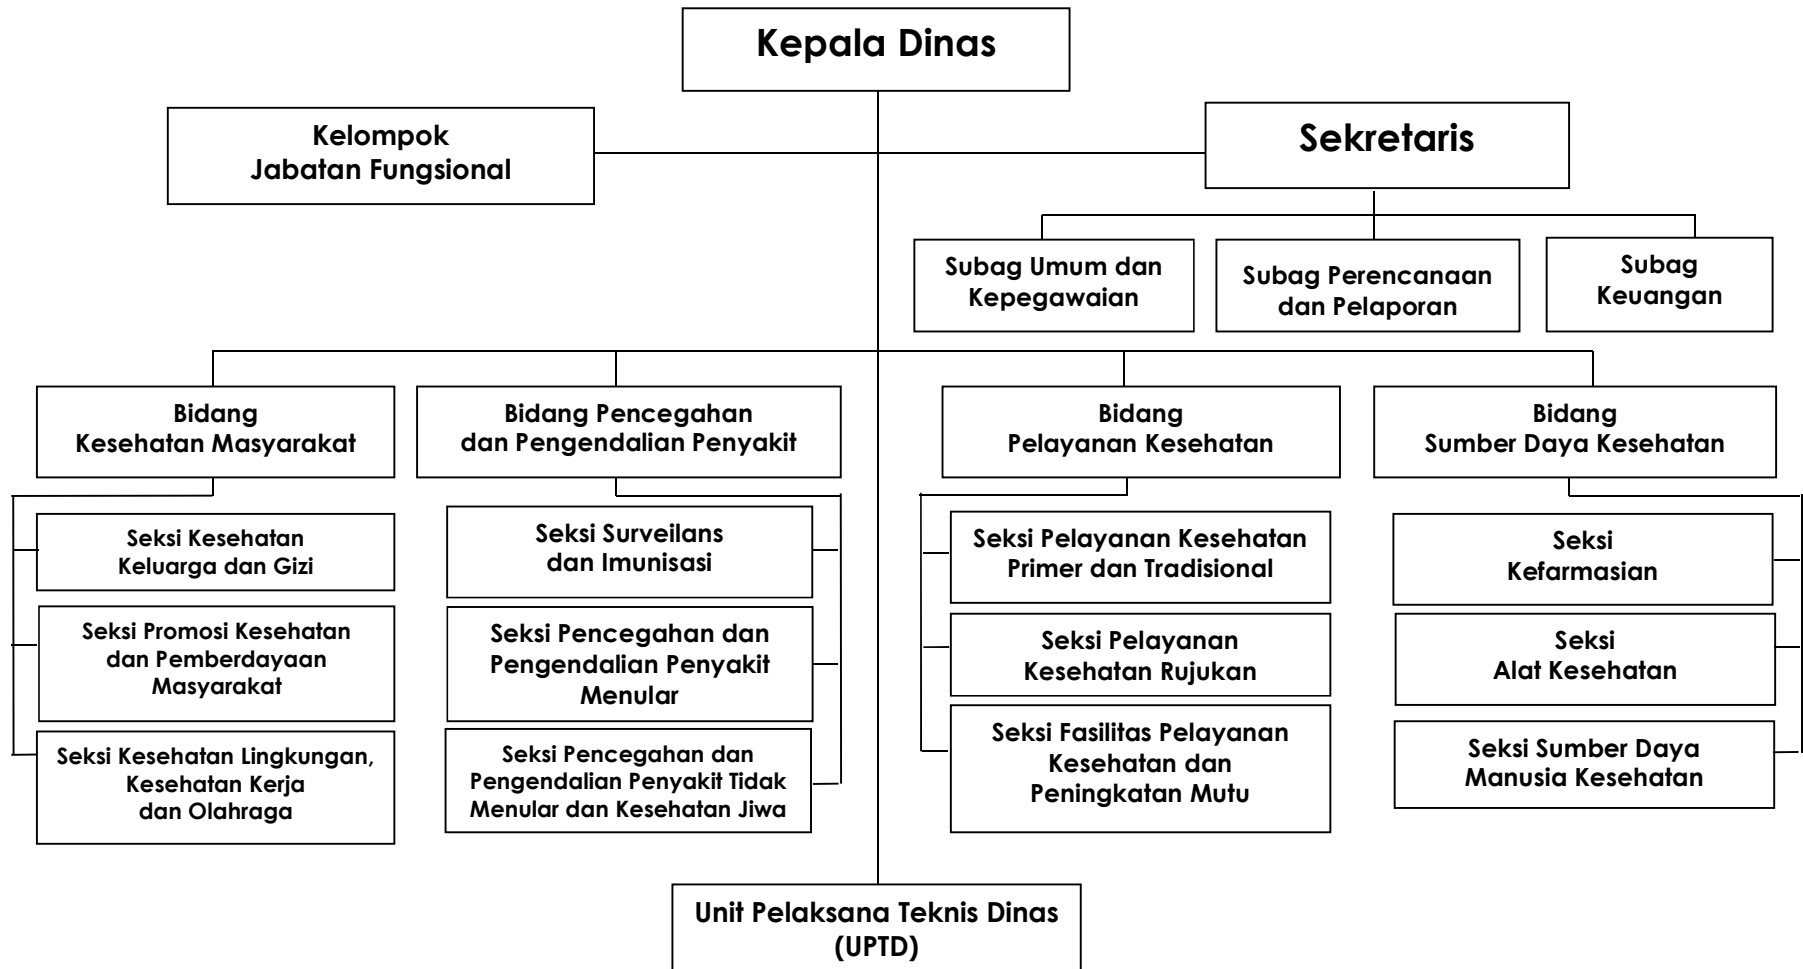 Kepala Dinas
Kelompok
Jabatan Fungsional
Sekretaris
Subag Umum dan
Kepegawaian
Subag Perencanaan
dan Pelaporan
Subag
Keuangan
Bidang
Kesehatan Masyarakat
Bidang Pencegahan
dan Pengendalian Penyakit
Bidang
Pelayanan Kesehatan
Bidang
Sumber Daya Kesehatan
Seksi Kesehatan
Keluarga dan Gizi
Seksi Promosi Kesehatan
dan Pemberdayaan
Masyarakat
Seksi Kesehatan Lingkungan,
Kesehatan Kerja
dan Olahraga
Seksi Surveilans
dan Imunisasi
Seksi Pencegahan dan
Pengendalian Penyakit
Menular
Seksi Pencegahan dan
Pengendalian Penyakit Tidak
Menular dan Kesehatan Jiwa
Seksi Pelayanan Kesehatan
Primer dan Tradisional
Seksi Pelayanan
Kesehatan Rujukan
Seksi Fasilitas Pelayanan
Kesehatan dan
Peningkatan Mutu
Seksi
Kefarmasian
Seksi
Alat Kesehatan
Seksi Sumber Daya
Manusia Kesehatan
Unit Pelaksana Teknis Dinas
(UPTD)